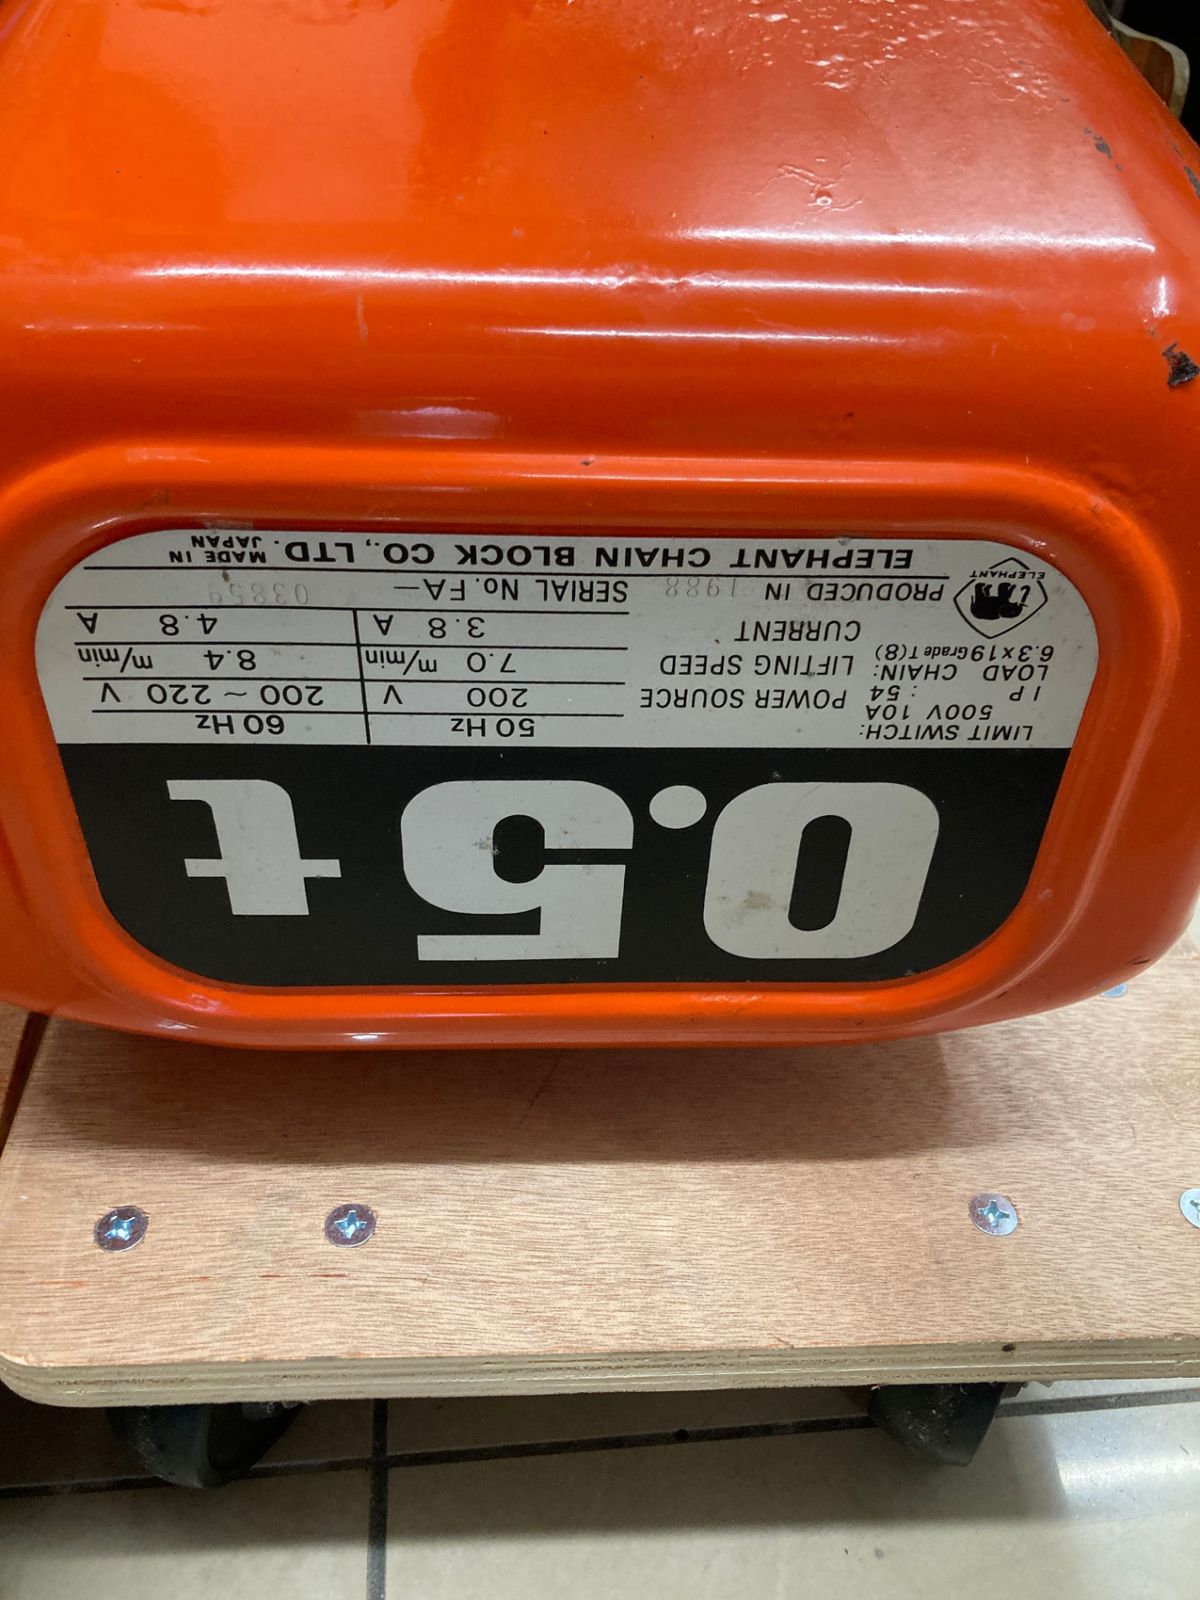 0.5t
LIMIT SWITCH:
500V 10A
I P : 54
LOAD CHAIN:
6.3×19 Grade T(8)
50 Hz 60 Hz
POWER SOURCE 200 V 200 ~ 220 V
LIFTING SPEED 7.0 m/min 8.4 m/min
CURRENT 3.8 A 4.8 A
ELEPHANT
PRODUCED IN 1988 SERIAL No. FA— 03859
ELEPHANT CHAIN BLOCK CO., LTD. MADE IN JAPAN